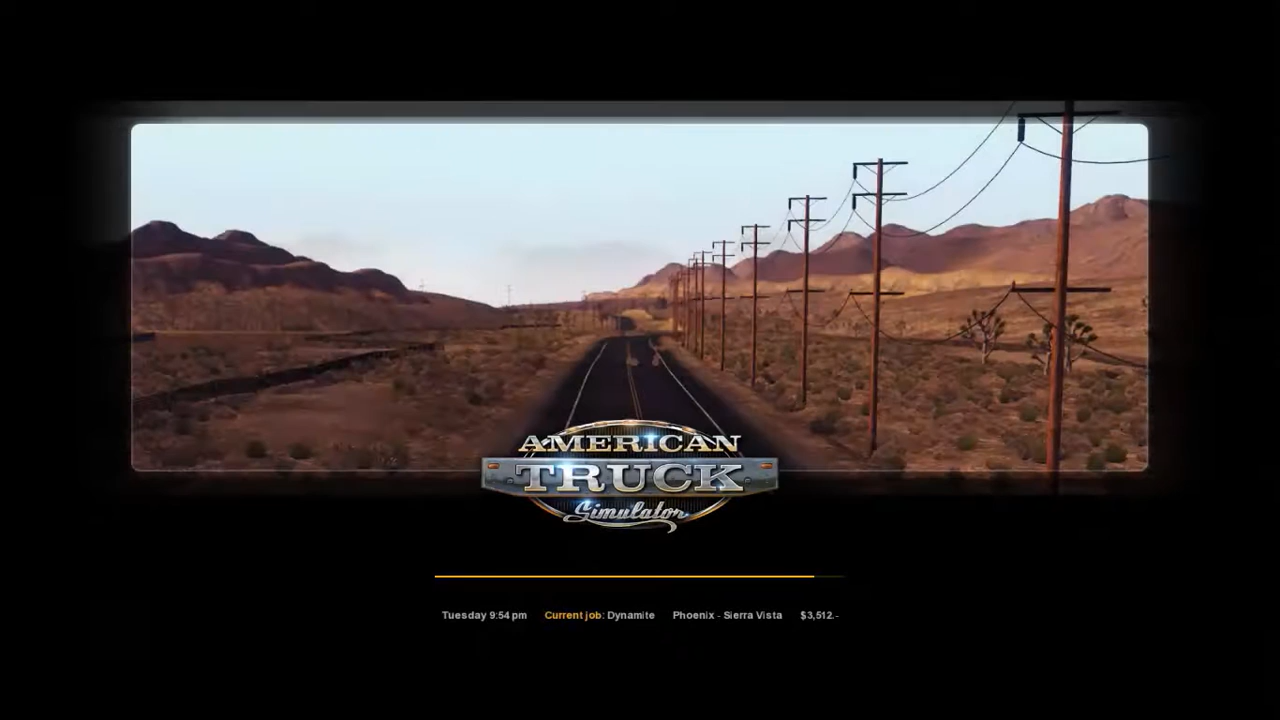 AMERICAN
TRUCK
Simulator
Tuesday 9:54 pm Current job: Dynamite Phoenix - Sierra Vista $3,512.-